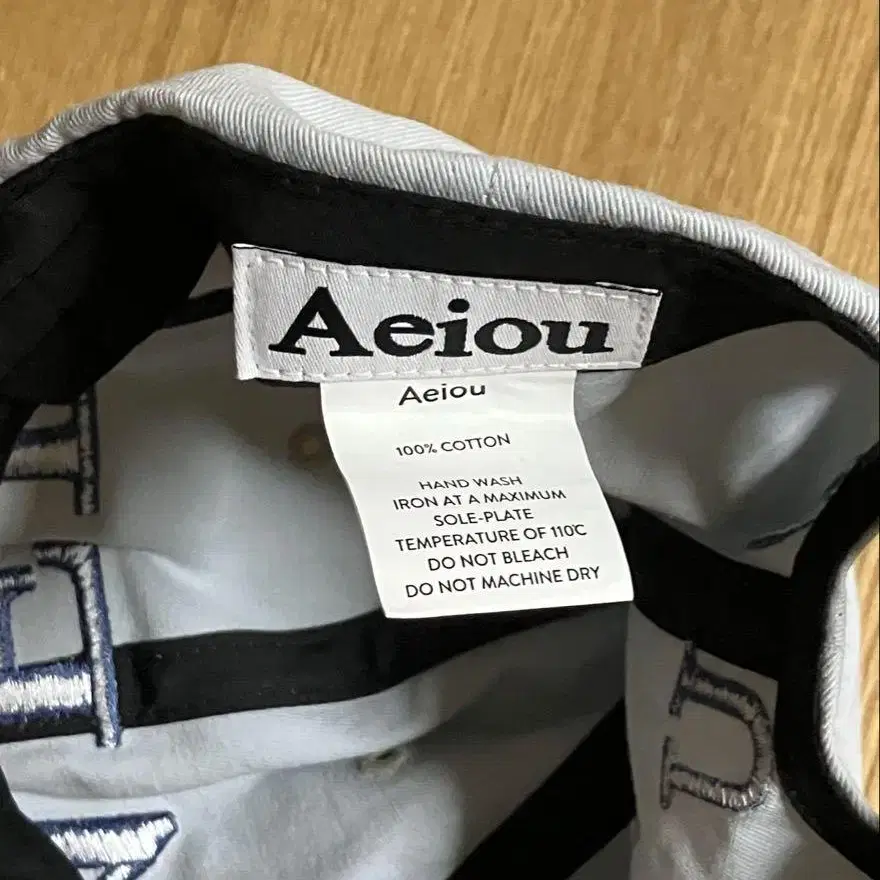 Aeiou
Aeiou
100% COTTON
HAND WASH
IRON AT A MAXIMUM
SOLE-PLATE
TEMPERATURE OF 110℃
DO NOT BLEACH
DO NOT MACHINE DRY